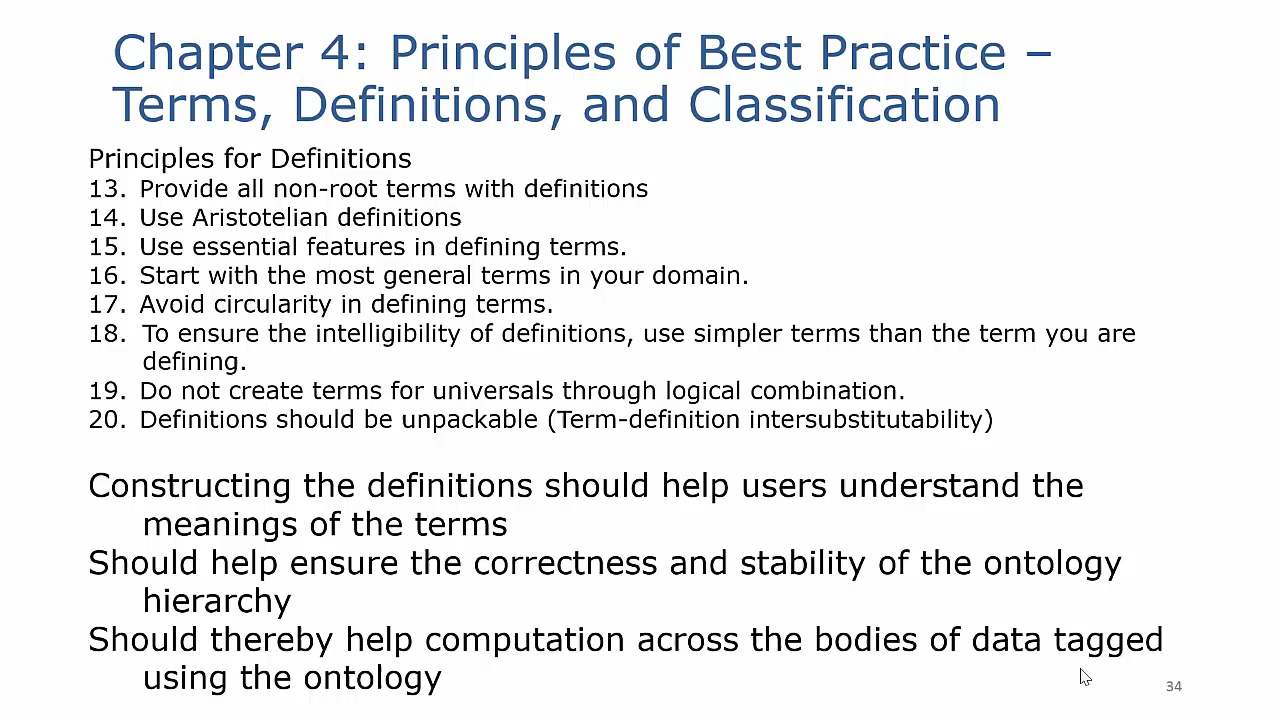 Chapter 4: Principles of Best Practice –
Terms, Definitions, and Classification
Principles for Definitions
13. Provide all non-root terms with definitions
14. Use Aristotelian definitions
15. Use essential features in defining terms.
16. Start with the most general terms in your domain.
17. Avoid circularity in defining terms.
18. To ensure the intelligibility of definitions, use simpler terms than the term you are
defining.
19. Do not create terms for universals through logical combination.
20. Definitions should be unpackable (Term-definition intersubstitutability)
Constructing the definitions should help users understand the
meanings of the terms
Should help ensure the correctness and stability of the ontology
hierarchy
Should thereby help computation across the bodies of data tagged
using the ontology
34